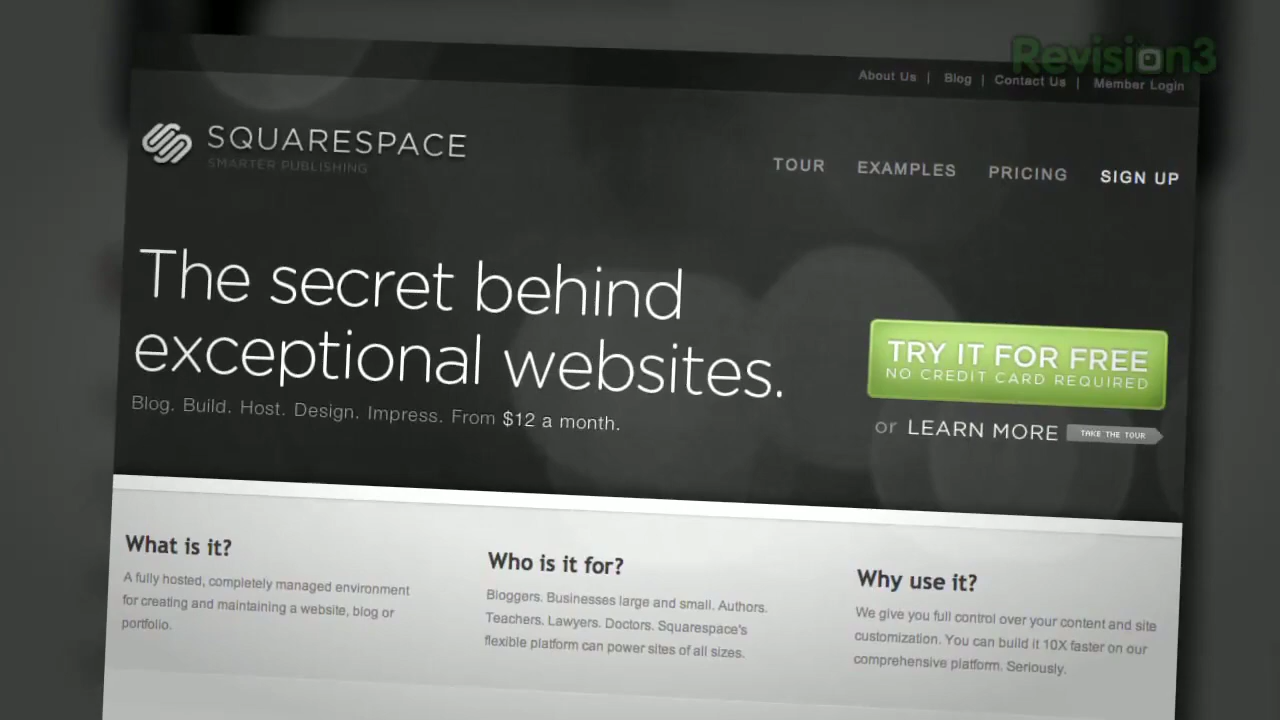 Revision3
About Us | Blog | Contact Us | Member Login
SQUARESPACE
SMARTER PUBLISHING
TOUR EXAMPLES PRICING SIGN UP
The secret behind
exceptional websites.
Blog. Build. Host. Design. Impress. From $12 a month.
TRY IT FOR FREE
NO CREDIT CARD REQUIRED
or LEARN MORE TAKE THE TOUR
What is it?
A fully hosted, completely managed environment
for creating and maintaining a website, blog or
portfolio.
Who is it for?
Bloggers. Businesses large and small. Authors.
Teachers. Lawyers. Doctors. Squarespace's
flexible platform can power sites of all sizes.
Why use it?
We give you full control over your content and site
customization. You can build it 10X faster on our
comprehensive platform. Seriously.